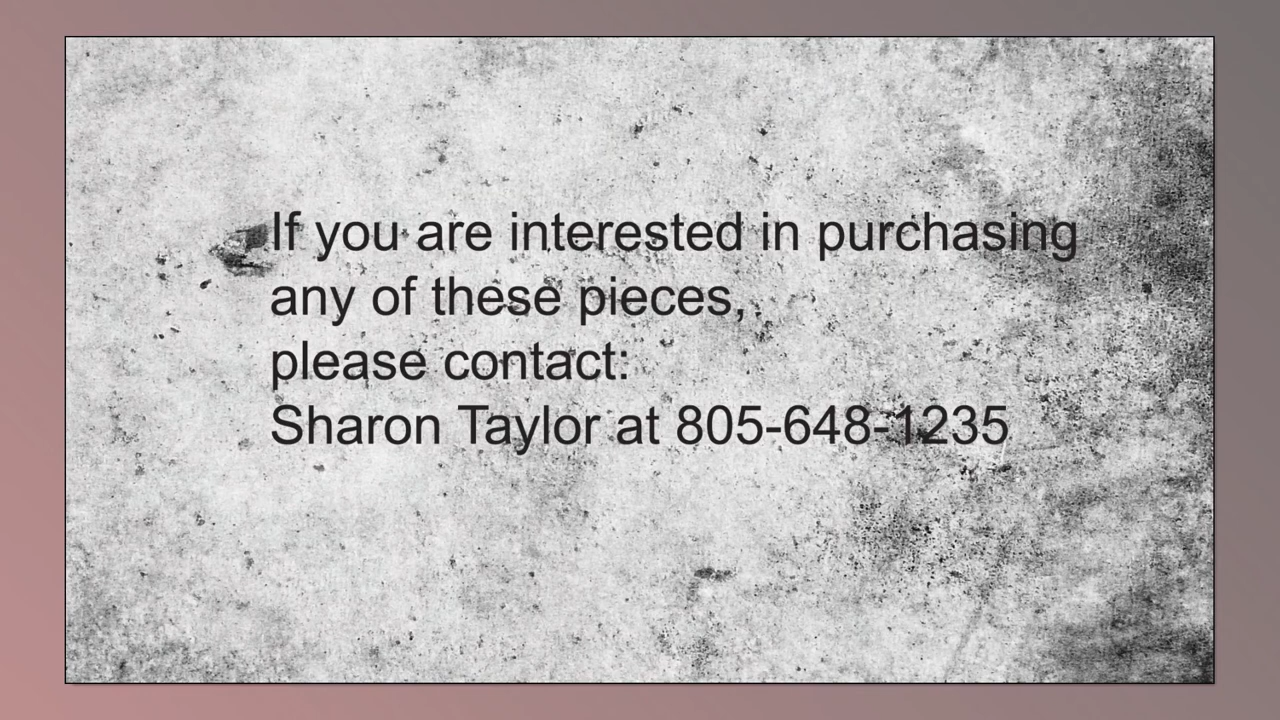 If you are interested in purchasing
any of these pieces,
please contact:
Sharon Taylor at 805-648-1235